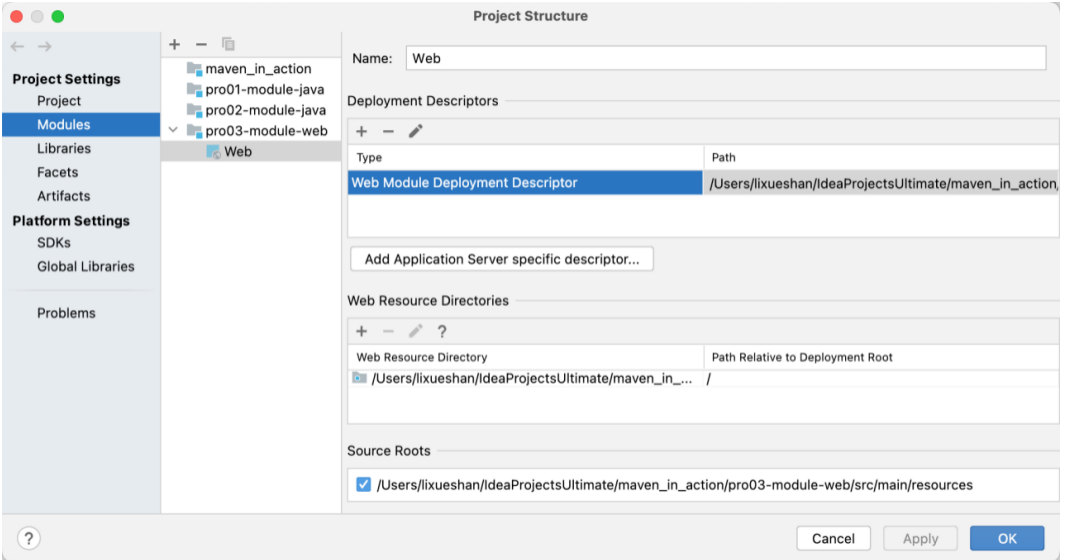 Project Structure
Project Settings
Project
Modules
Libraries
Facets
Artifacts
Platform Settings
SDKs
Global Libraries
Problems
maven_in_action
pro01-module-java
pro02-module-java
pro03-module-web
Web
Name: Web
Deployment Descriptors
Type Path
Web Module Deployment Descriptor /Users/lixueshan/IdeaProjectsUltimate/maven_in_action,
Add Application Server specific descriptor...
Web Resource Directories
?
Web Resource Directory Path Relative to Deployment Root
/Users/lixueshan/IdeaProjectsUltimate/maven_in_... /
Source Roots
/Users/lixueshan/IdeaProjectsUltimate/maven_in_action/pro03-module-web/src/main/resources
? Cancel Apply OK